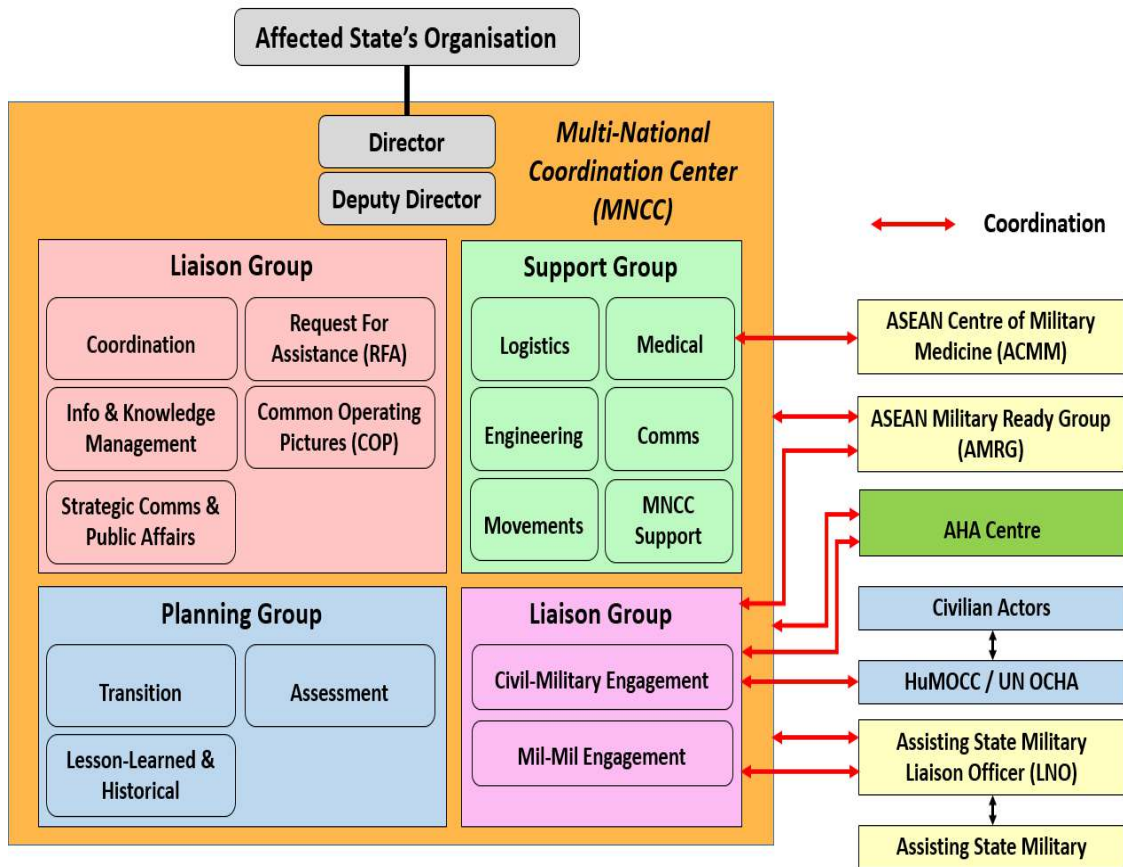 Affected State's Organisation
Director
Deputy Director
Multi-National
Coordination Center
(MNCC)
Coordination
Liaison Group
Coordination
Request For
Assistance (RFA)
Info & Knowledge
Management
Common Operating
Pictures (COP)
Strategic Comms &
Public Affairs
Support Group
Logistics
Medical
Engineering
Comms
Movements
MNCC
Support
Planning Group
Transition
Assessment
Lesson-Learned &
Historical
Liaison Group
Civil-Military Engagement
Mil-Mil Engagement
ASEAN Centre of Military
Medicine (ACMM)
ASEAN Military Ready Group
(AMRG)
AHA Centre
Civilian Actors
HuMOCC / UN OCHA
Assisting State Military
Liaison Officer (LNO)
Assisting State Military